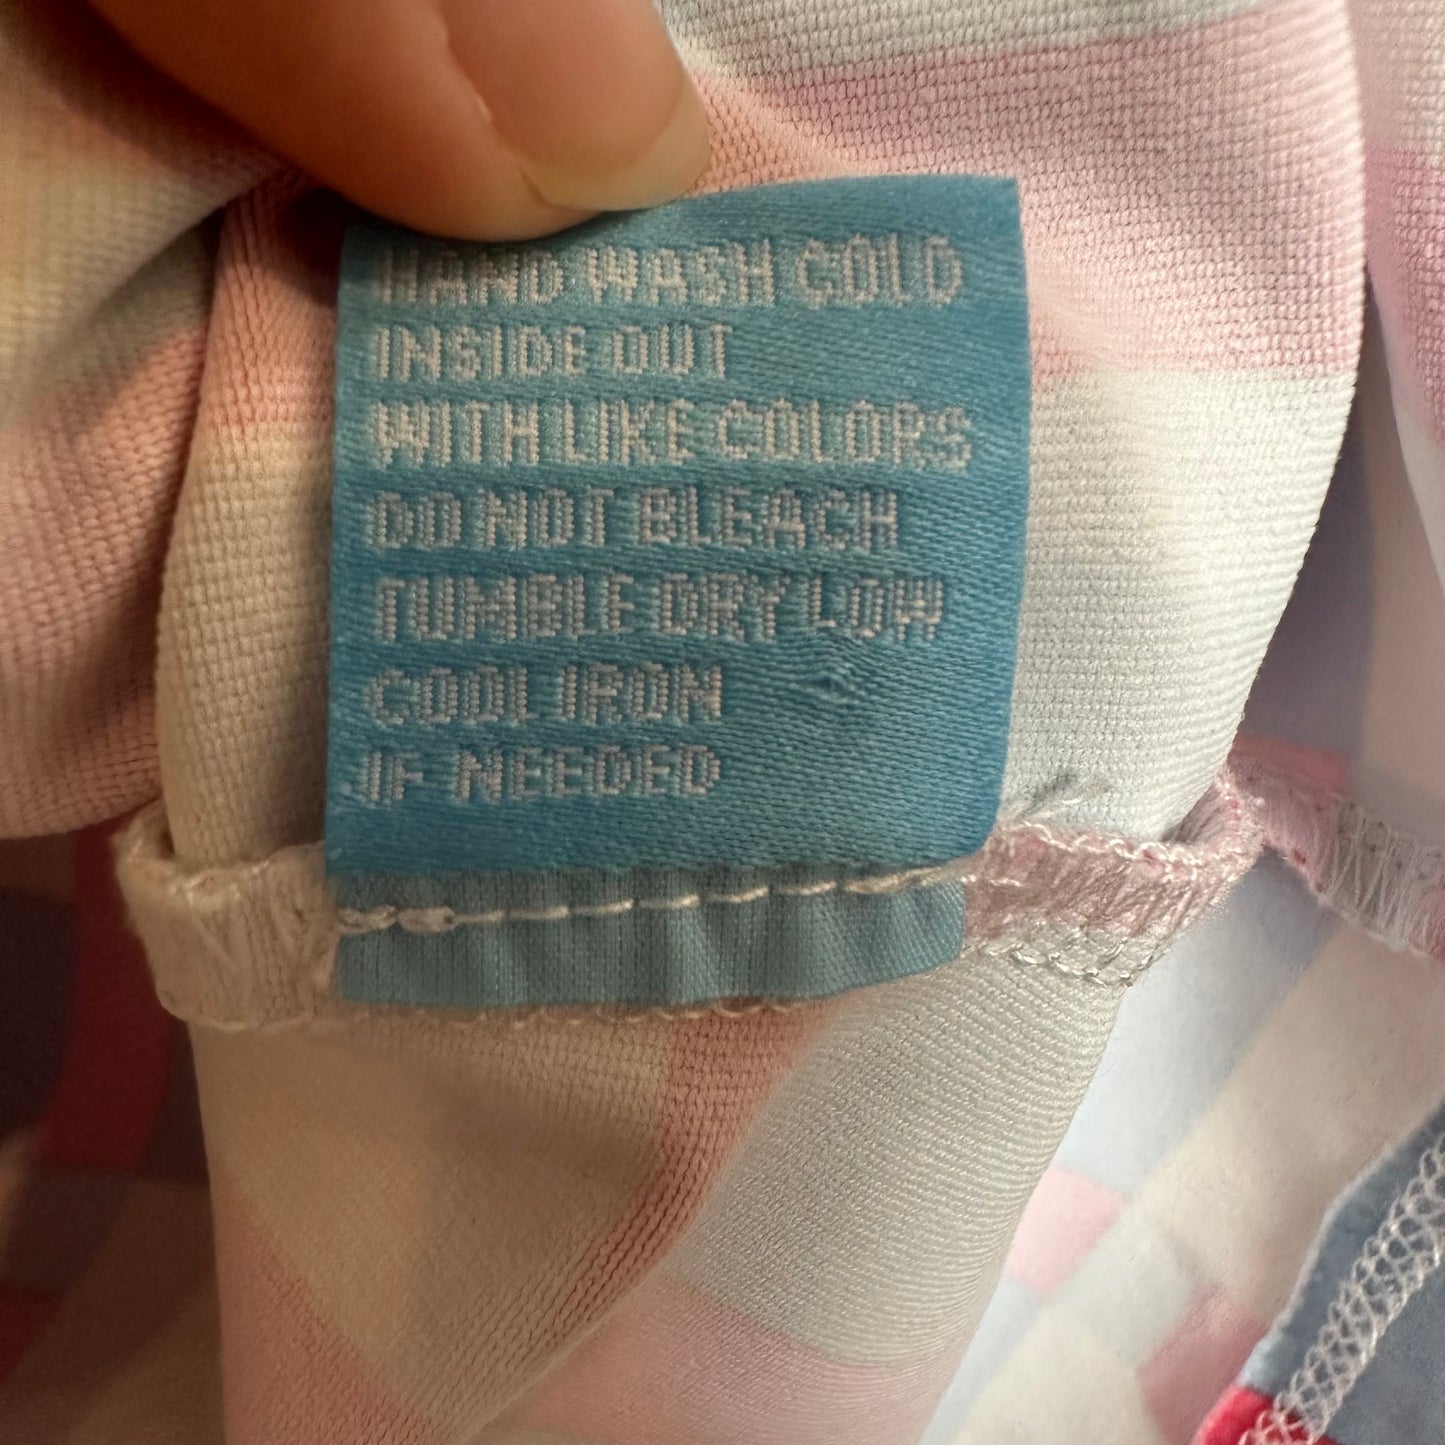 HAND WASH COLD
INSIDE OUT
WITH LIKE COLORS
DO NOT BLEACH
TUMBLE DRY LOW
COOL IRON
IF NEEDED